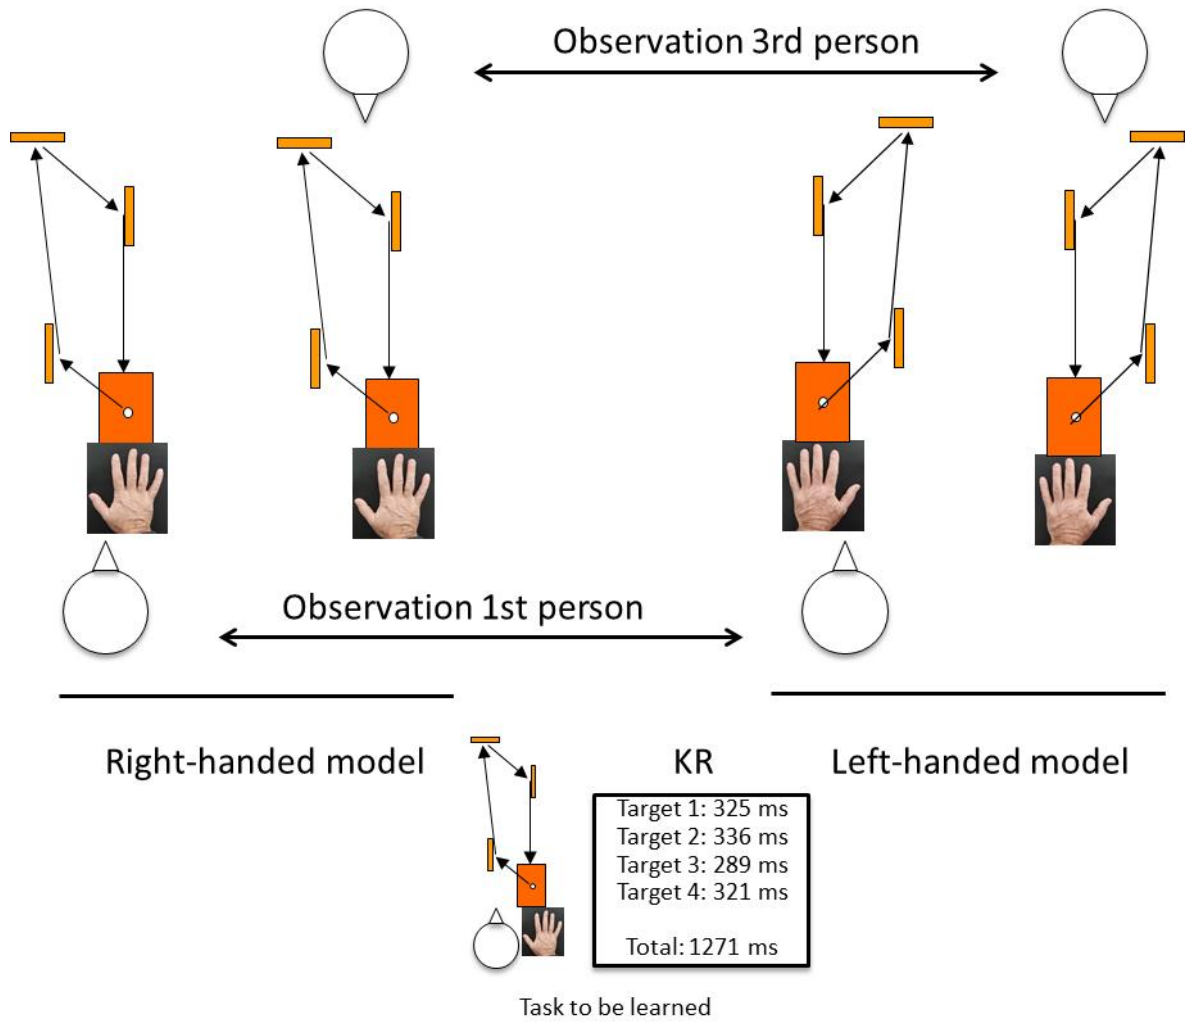 Observation 3rd person
Observation 1st person
Right-handed model
KR
Left-handed model
Target 1: 325 ms
Target 2: 336 ms
Target 3: 289 ms
Target 4: 321 ms
Total: 1271 ms
Task to be learned